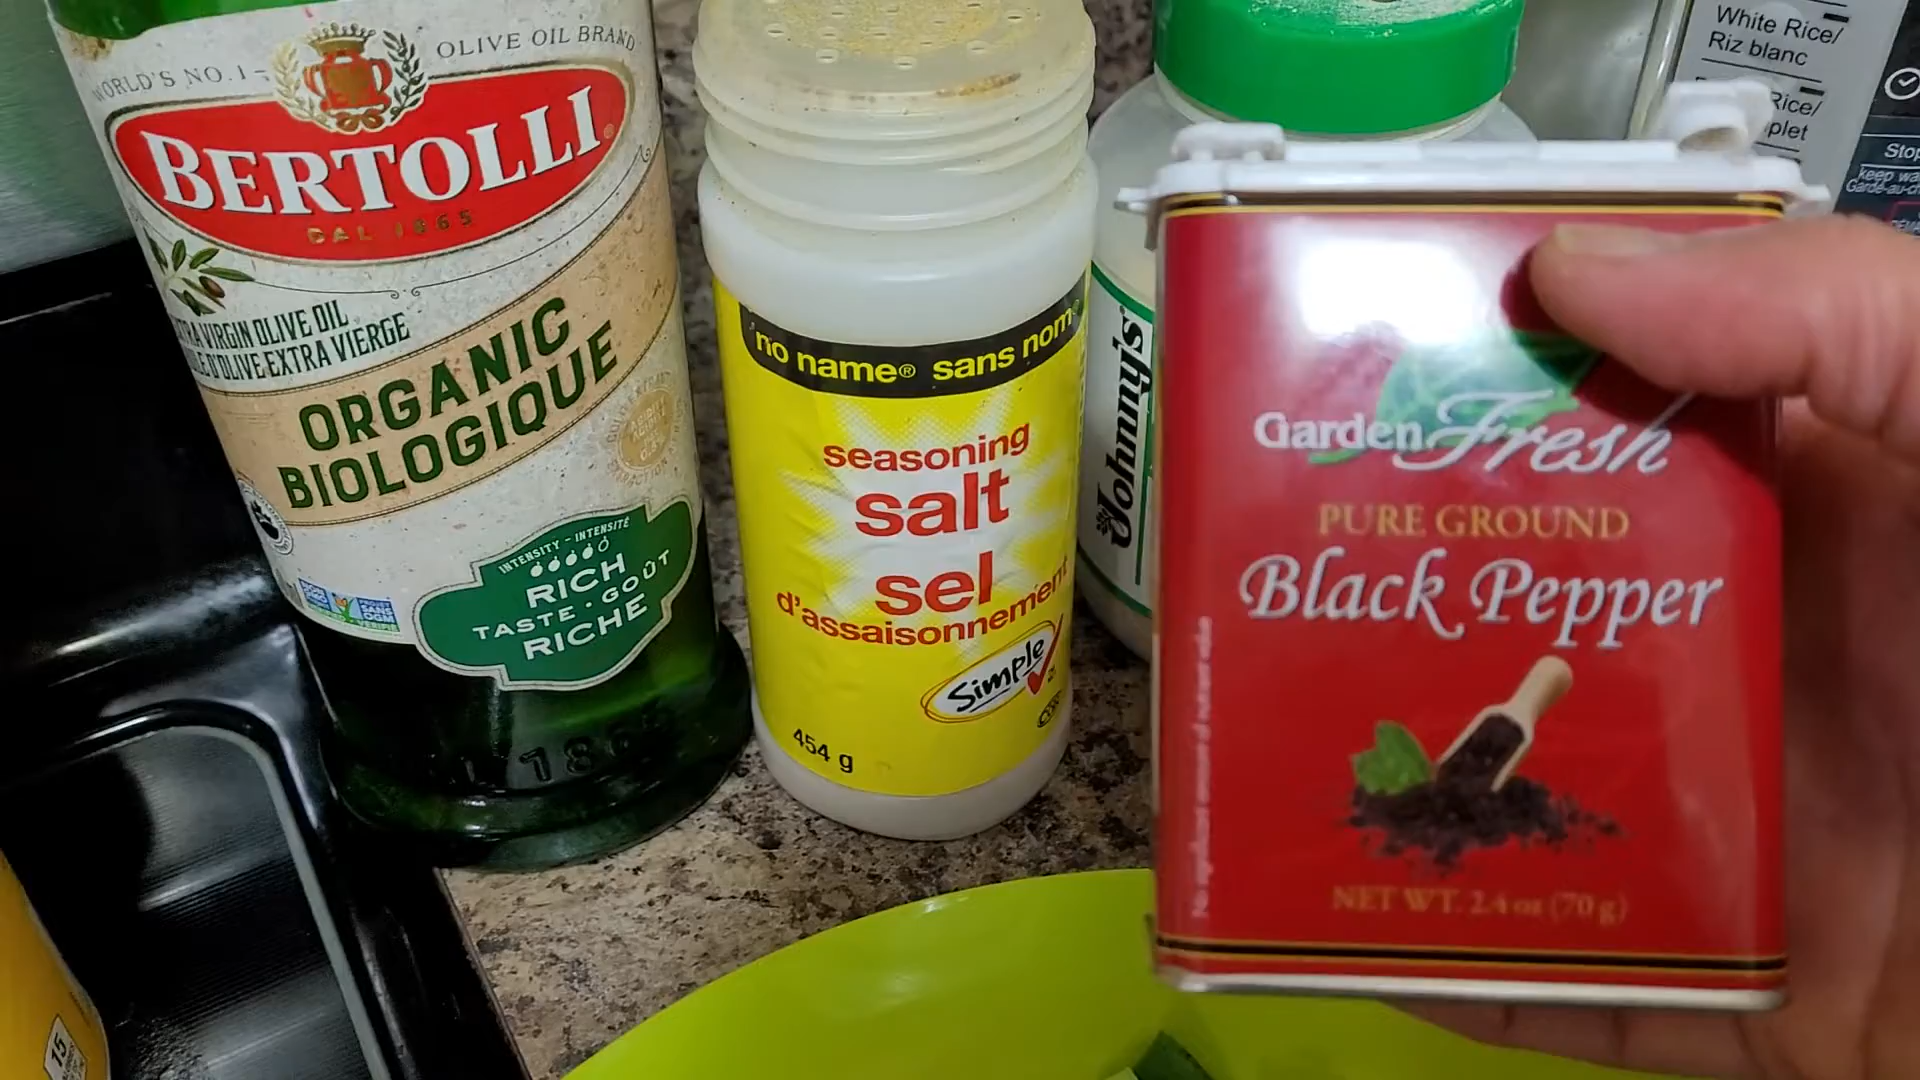 WORLD'S NO.1 - OLIVE OIL BRAND
BERTOLLI®
DAL 1865
EXTRA VIRGIN OLIVE OIL
HUILE D'OLIVE EXTRA VIERGE
ORGANIC
BIOLOGIQUE
INTENSITY - INTENSITÉ
RICH
TASTE · GOÛT
RICHE
no name® sans nom®
seasoning
salt
sel
d'assaisonnement
Simple
454 g
Johnny's
Garden Fresh
PURE GROUND
Black Pepper
NET WT. 2.4 oz (70 g)
White Rice/
Riz blanc
Rice/
Stop
15